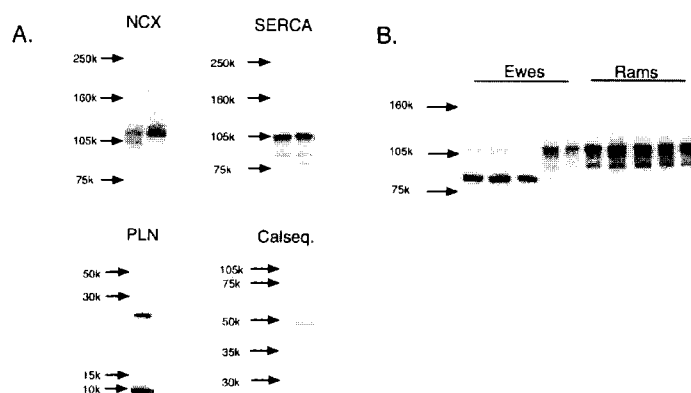 A.
NCX
250k
160k
105k
75k
SERCA
250k
160k
105k
75k
PLN
50k
30k
15k
10k
Calseq.
105k
75k
50k
35k
30k
B.
Ewes Rams
160k
105k
75k